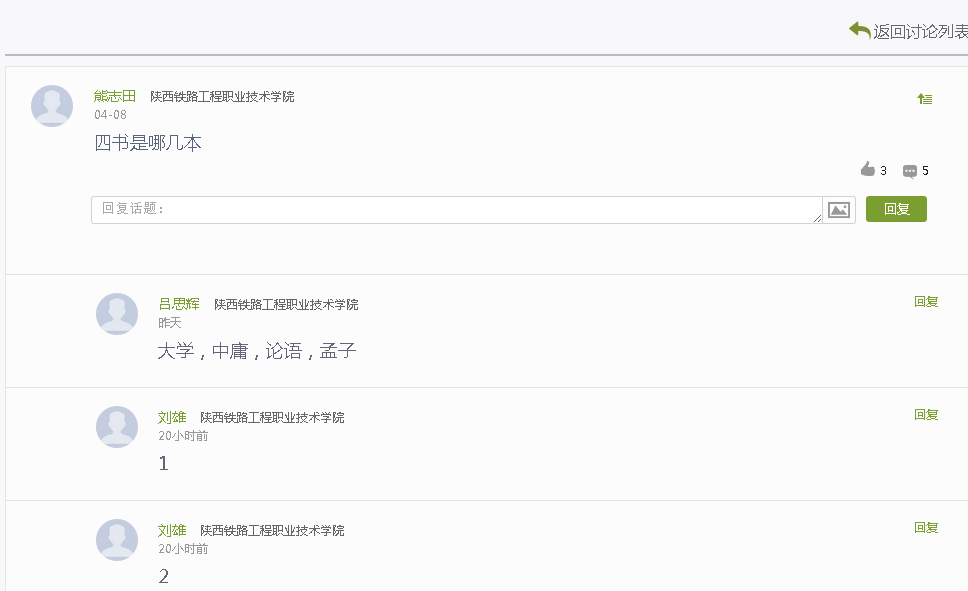 返回讨论列表
熊志田 陕西铁路工程职业技术学院
04-08
四书是哪几本
3 5
回复话题：
回复
吕思辉 陕西铁路工程职业技术学院 回复
昨天
大学，中庸，论语，孟子
刘雄 陕西铁路工程职业技术学院 回复
20小时前
1
刘雄 陕西铁路工程职业技术学院 回复
20小时前
2